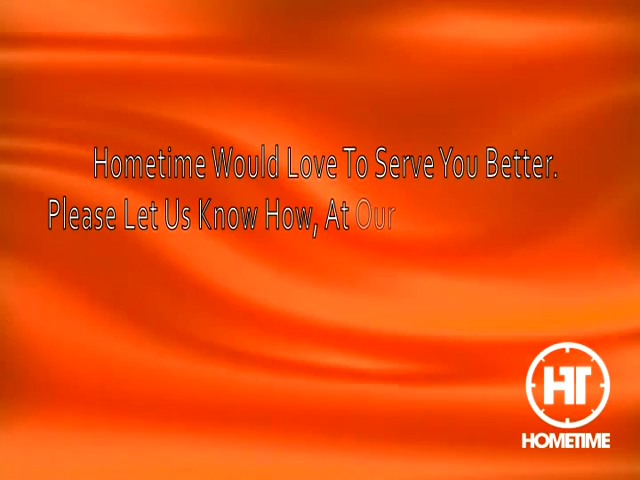 Hometime Would Love To Serve You Better.
Please Let Us Know How, At Our
HT
HOMETIME